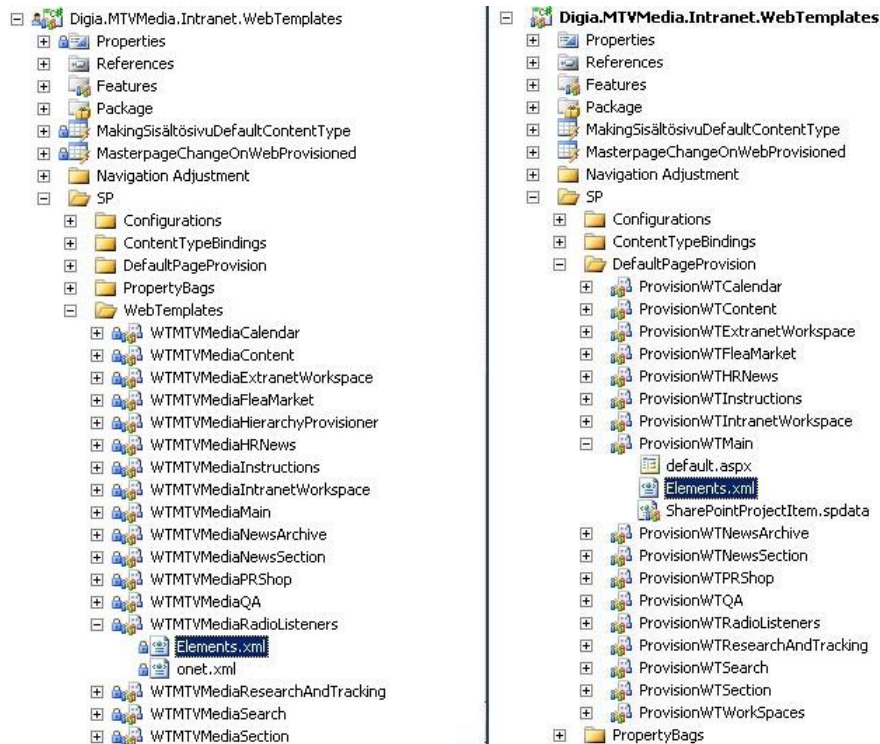 Digia.MTVMedia.Intranet.WebTemplates
Properties
References
Features
Package
MakingSisältösivuDefaultContentType
MasterpageChangeOnWebProvisioned
Navigation Adjustment
SP
Configurations
ContentTypeBindings
DefaultPageProvision
PropertyBags
WebTemplates
WTMTVMediaCalendar
WTMTVMediaContent
WTMTVMediaExtranetWorkspace
WTMTVMediaFleaMarket
WTMTVMediaHierarchyProvisioner
WTMTVMediaHRNews
WTMTVMediaInstructions
WTMTVMediaIntranetWorkspace
WTMTVMediaMain
WTMTVMediaNewsArchive
WTMTVMediaNewsSection
WTMTVMediaPRShop
WTMTVMediaQA
WTMTVMediaRadioListeners
Elements.xml
onet.xml
WTMTVMediaResearchAndTracking
WTMTVMediaSearch
WTMTVMediaSection
Digia.MTVMedia.Intranet.WebTemplates
Properties
References
Features
Package
MakingSisältösivuDefaultContentType
MasterpageChangeOnWebProvisioned
Navigation Adjustment
SP
Configurations
ContentTypeBindings
DefaultPageProvision
ProvisionWTCalendar
ProvisionWTContent
ProvisionWTExtranetWorkspace
ProvisionWTFleaMarket
ProvisionWTHRNews
ProvisionWTInstructions
ProvisionWTIntranetWorkspace
ProvisionWTMain
default.aspx
Elements.xml
SharePointProjectItem.spdata
ProvisionWTNewsArchive
ProvisionWTNewsSection
ProvisionWTPRShop
ProvisionWTQA
ProvisionWTRadioListeners
ProvisionWTResearchAndTracking
ProvisionWTSearch
ProvisionWTSection
ProvisionWTWorkSpaces
PropertyBags